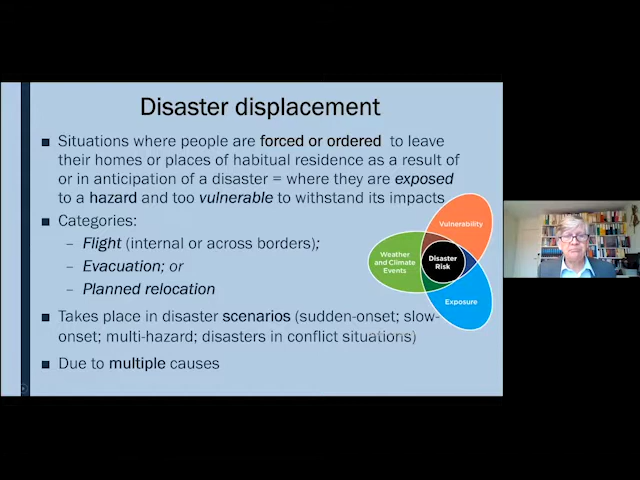 Disaster displacement
Situations where people are forced or ordered to leave
their homes or places of habitual residence as a result of
or in anticipation of a disaster = where they are exposed
to a hazard and too vulnerable to withstand its impacts
Categories:
– Flight (internal or across borders);
– Evacuation; or
– Planned relocation
Takes place in disaster scenarios (sudden-onset; slow-
onset; multi-hazard; disasters in conflict situations)
Due to multiple causes
Vulnerability
Weather
and Climate
Events
Disaster
Risk
Exposure